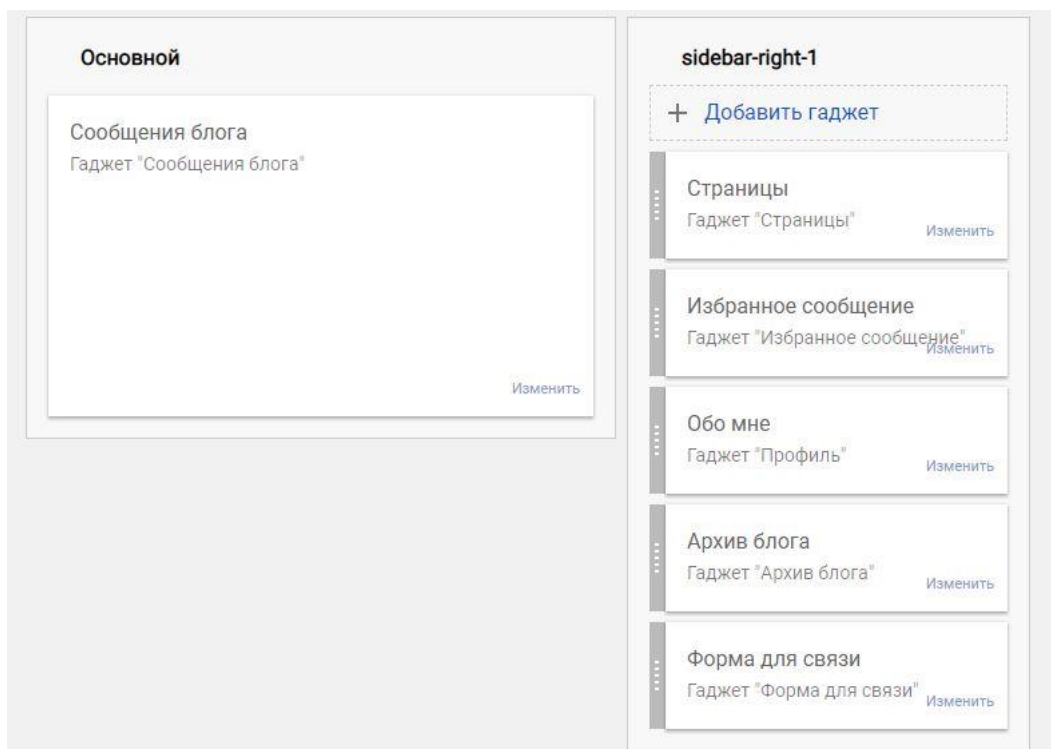 Основной
Сообщения блога
Гаджет "Сообщения блога"
Изменить
sidebar-right-1
+ Добавить гаджет
Страницы
Гаджет "Страницы"
Изменить
Избранное сообщение
Гаджет "Избранное сообщение"
Изменить
Обо мне
Гаджет "Профиль"
Изменить
Архив блога
Гаджет "Архив блога"
Изменить
Форма для связи
Гаджет "Форма для связи"
Изменить